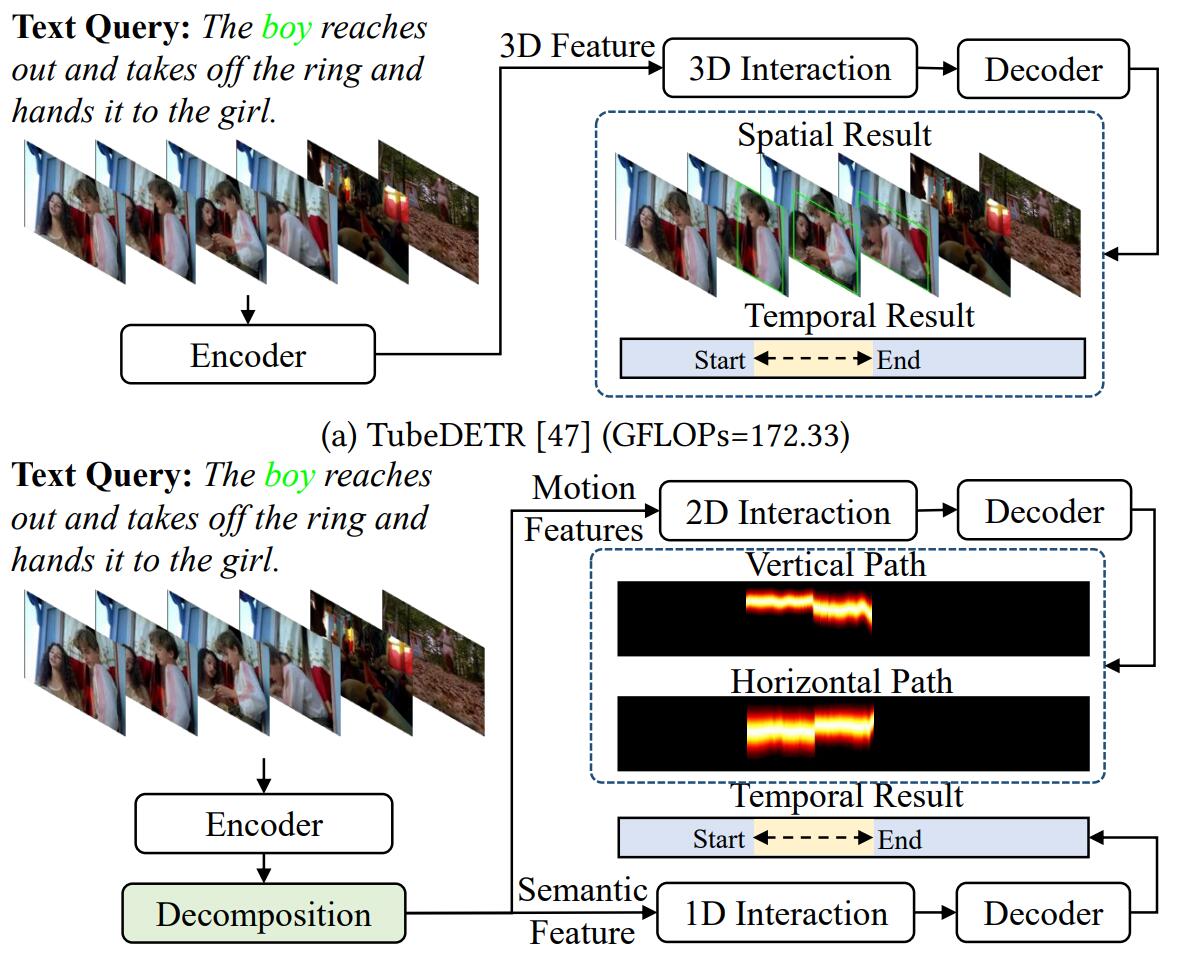 Text Query: The boy reaches
out and takes off the ring and
hands it to the girl.
Encoder
3D Feature
3D Interaction
Decoder
Spatial Result
Temporal Result
Start
End
(a) TubeDETR [47] (GFLOPs=172.33)
Text Query: The boy reaches
out and takes off the ring and
hands it to the girl.
Encoder
Decomposition
Motion
Features
2D Interaction
Decoder
Vertical Path
Horizontal Path
Temporal Result
Start
End
Semantic
Feature
1D Interaction
Decoder